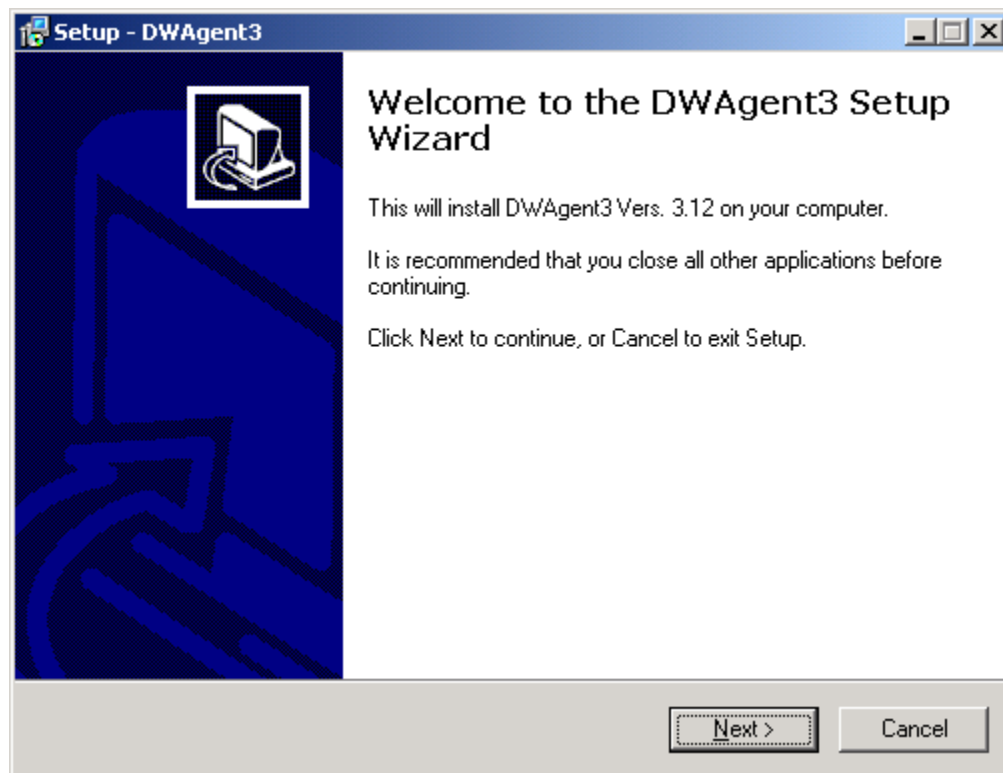 Setup - DWAgent3
Welcome to the DWAgent3 Setup
Wizard
This will install DWAgent3 Vers. 3.12 on your computer.
It is recommended that you close all other applications before
continuing.
Click Next to continue, or Cancel to exit Setup.
Next >
Cancel